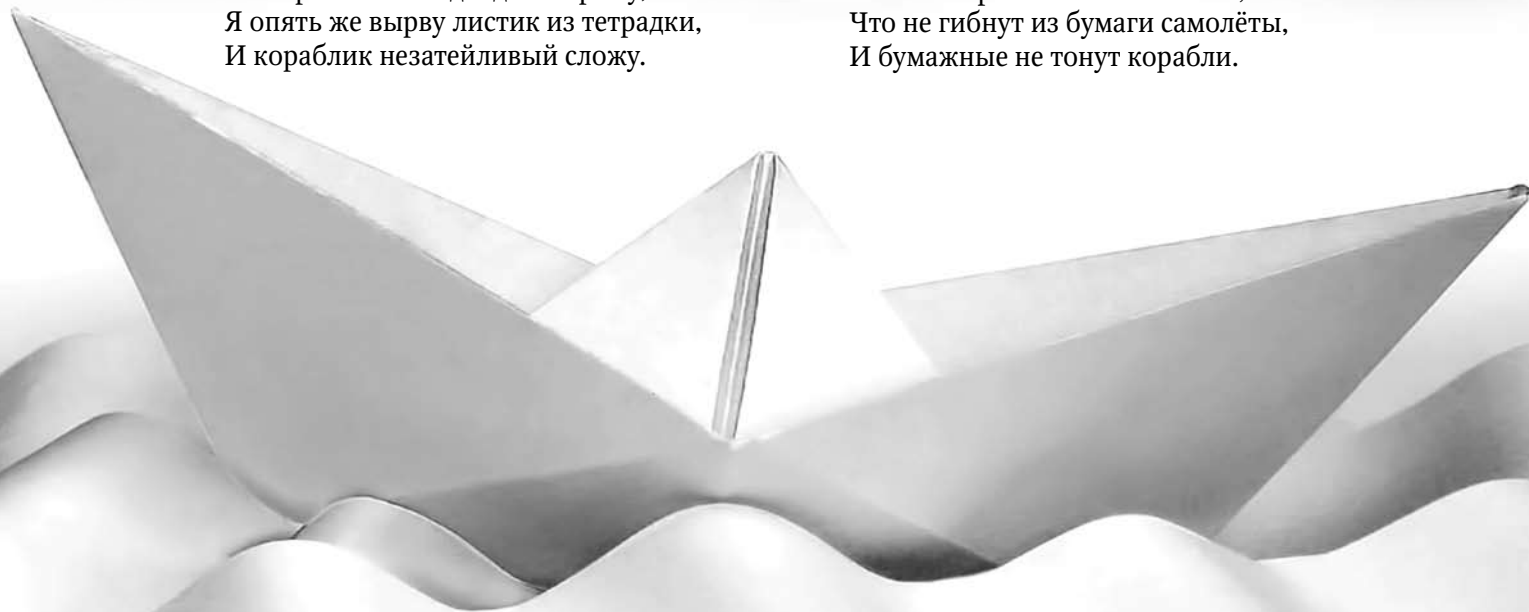 Я опять же вырву листик из тетрадки,
И кораблик незатейливый сложу.
Что не гибнут из бумаги самолёты,
И бумажные не тонут корабли.